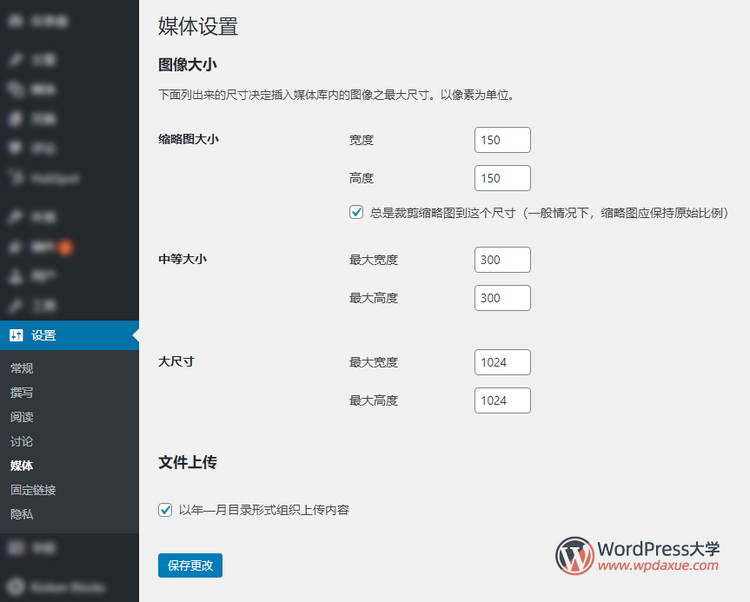 媒体设置
图像大小
下面列出来的尺寸决定插入媒体库内的图像之最大尺寸。以像素为单位。
缩略图大小
宽度
150
高度
150
总是裁剪缩略图到这个尺寸（一般情况下，缩略图应保持原始比例）
中等大小
最大宽度
300
最大高度
300
大尺寸
最大宽度
1024
最大高度
1024
文件上传
以年—月目录形式组织上传内容
保存更改
设置
常规
撰写
阅读
讨论
媒体
固定链接
隐私
WordPress大学
www.wpdaxue.com